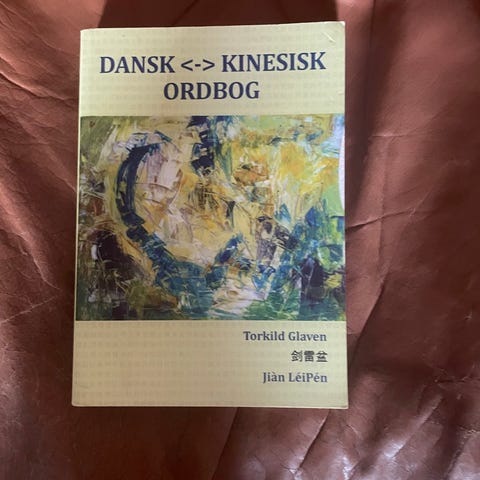 DANSK <-> KINESISK
ORDBOG
Torkild Glaven
剑雷盆
Jiàn LéiPén